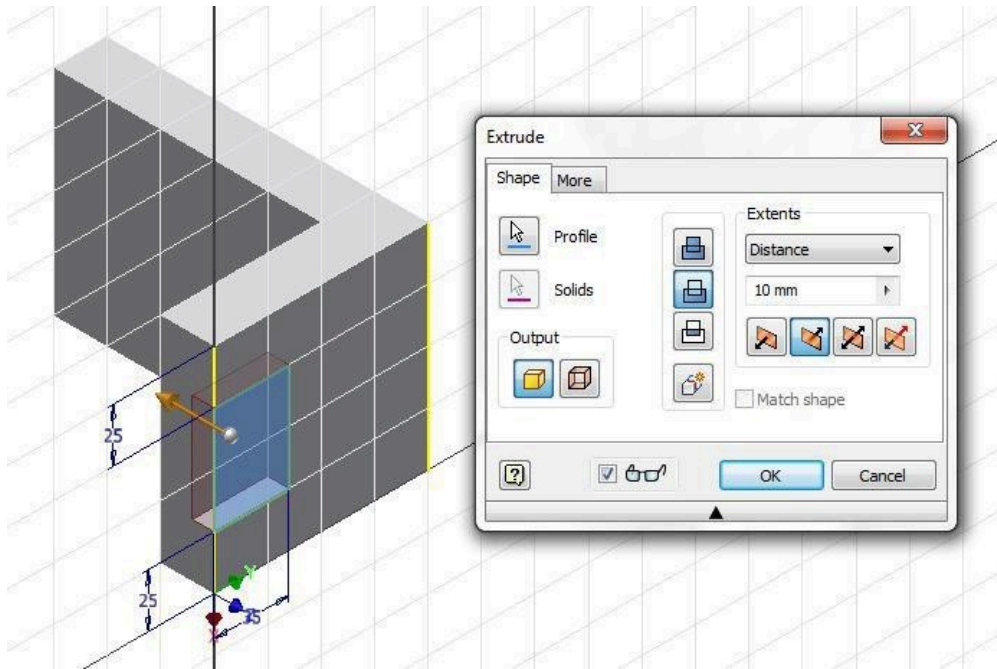 Extrude
Shape More
Profile
Solids
Output
Extents
Distance
10 mm
Match shape
OK Cancel
25
25
35